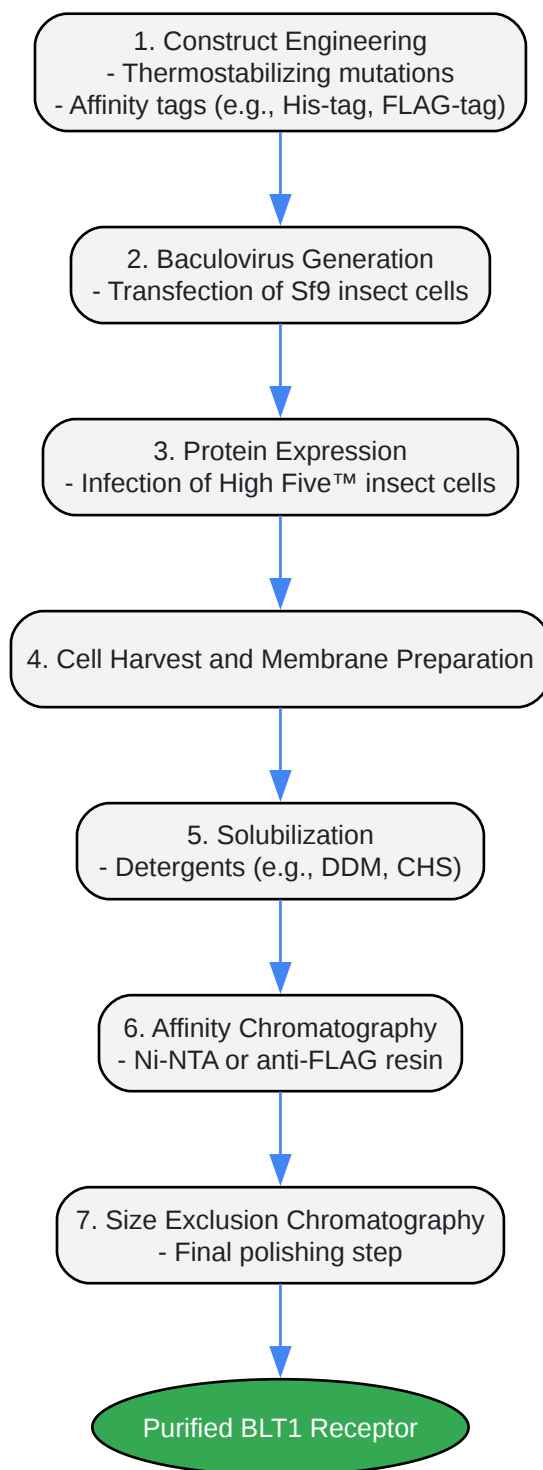 1. Construct Engineering
- Thermostabilizing mutations
- Affinity tags (e.g., His-tag, FLAG-tag)
2. Baculovirus Generation
- Transfection of Sf9 insect cells
3. Protein Expression
- Infection of High Five™ insect cells
4. Cell Harvest and Membrane Preparation
5. Solubilization
- Detergents (e.g., DDM, CHS)
6. Affinity Chromatography
- Ni-NTA or anti-FLAG resin
7. Size Exclusion Chromatography
- Final polishing step
Purified BLT1 Receptor